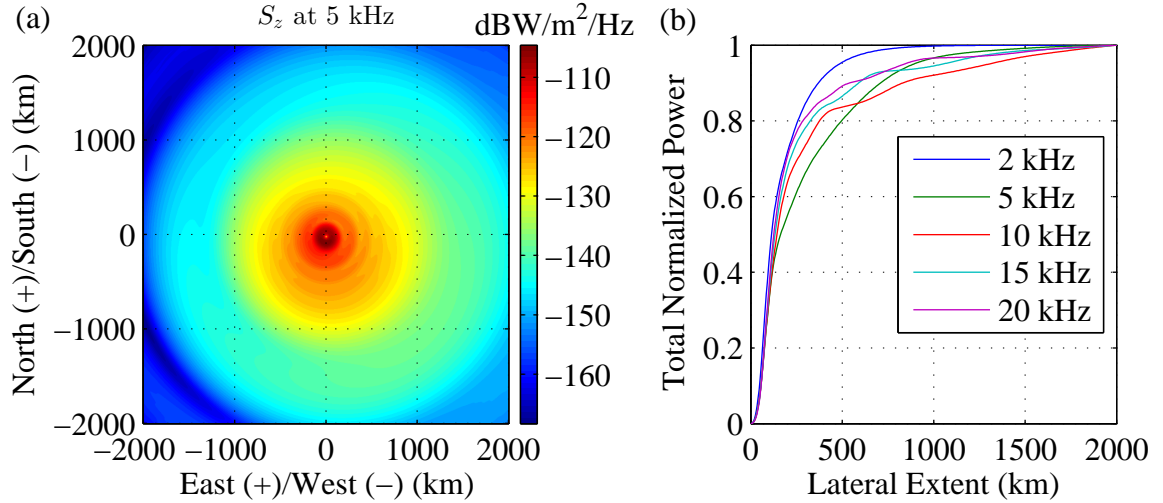 (a)
S_z at 5 kHz
dBW/m²/Hz
2000
1000
0
−1000
−2000
North (+)/South (−) (km)
−2000 −1000 0 1000 2000
East (+)/West (−) (km)
−110
−120
−130
−140
−150
−160
(b)
1
0.8
0.6
0.4
0.2
0
Total Normalized Power
2 kHz
5 kHz
10 kHz
15 kHz
20 kHz
0 500 1000 1500 2000
Lateral Extent (km)